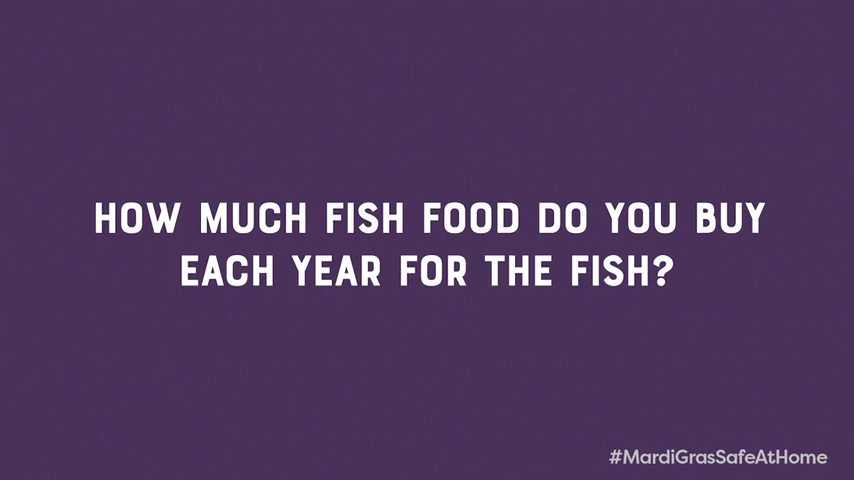 HOW MUCH FISH FOOD DO YOU BUY
EACH YEAR FOR THE FISH?
#MardiGrasSafeAtHome